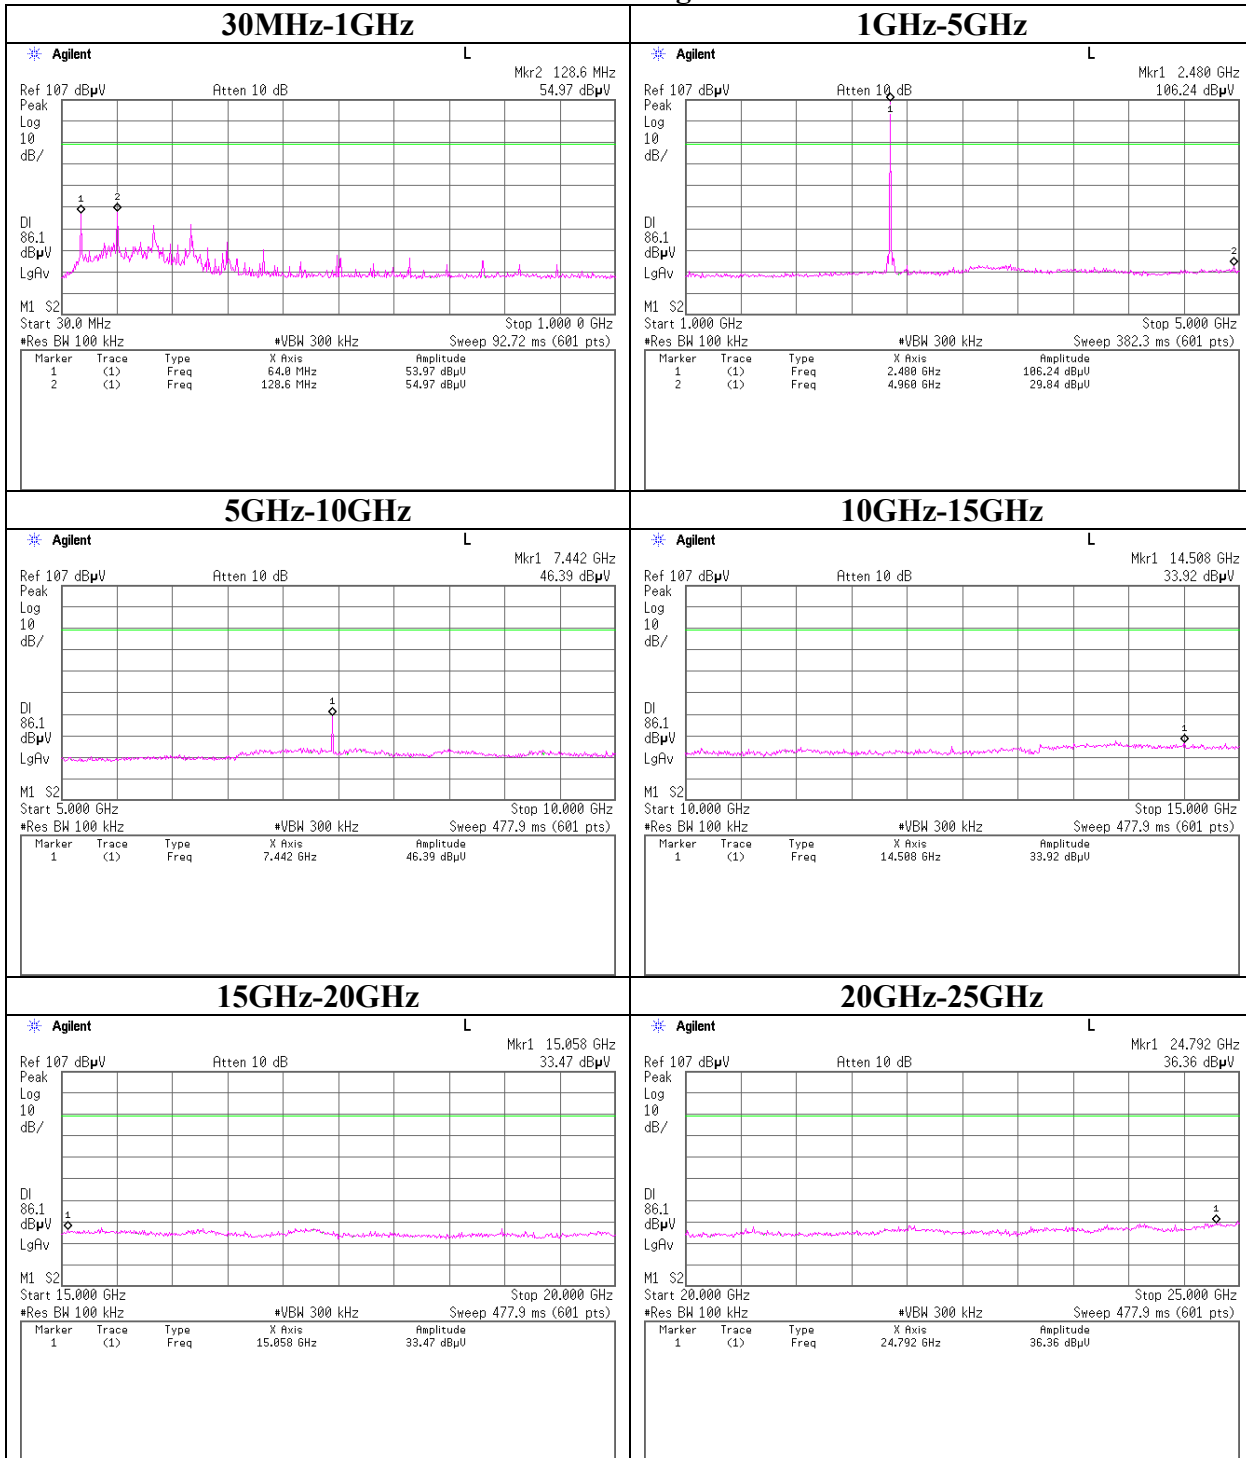 30MHz-1GHz
Agilent L
Mkr2 128.6 MHz
Ref 107 dBµV Atten 10 dB 54.97 dBµV
Peak
Log
10
dB/
1 2
DI
86.1
dBµV
LgAv
M1 S2
Start 30.0 MHz Stop 1.000 0 GHz
#Res BW 100 kHz #VBW 300 kHz Sweep 92.72 ms (601 pts)
Marker Trace Type X Axis Amplitude
1 (1) Freq 64.0 MHz 53.97 dBµV
2 (1) Freq 128.6 MHz 54.97 dBµV
1GHz-5GHz
Agilent L
Mkr1 2.480 GHz
Ref 107 dBµV Atten 10 dB 106.24 dBµV
Peak
Log
10
dB/
1
2
DI
86.1
dBµV
LgAv
M1 S2
Start 1.000 GHz Stop 5.000 GHz
#Res BW 100 kHz #VBW 300 kHz Sweep 382.3 ms (601 pts)
Marker Trace Type X Axis Amplitude
1 (1) Freq 2.480 GHz 106.24 dBµV
2 (1) Freq 4.960 GHz 29.84 dBµV
5GHz-10GHz
Agilent L
Mkr1 7.442 GHz
Ref 107 dBµV Atten 10 dB 46.39 dBµV
Peak
Log
10
dB/
1
DI
86.1
dBµV
LgAv
M1 S2
Start 5.000 GHz Stop 10.000 GHz
#Res BW 100 kHz #VBW 300 kHz Sweep 477.9 ms (601 pts)
Marker Trace Type X Axis Amplitude
1 (1) Freq 7.442 GHz 46.39 dBµV
10GHz-15GHz
Agilent L
Mkr1 14.508 GHz
Ref 107 dBµV Atten 10 dB 33.92 dBµV
Peak
Log
10
dB/
1
DI
86.1
dBµV
LgAv
M1 S2
Start 10.000 GHz Stop 15.000 GHz
#Res BW 100 kHz #VBW 300 kHz Sweep 477.9 ms (601 pts)
Marker Trace Type X Axis Amplitude
1 (1) Freq 14.508 GHz 33.92 dBµV
15GHz-20GHz
Agilent L
Mkr1 15.058 GHz
Ref 107 dBµV Atten 10 dB 33.47 dBµV
Peak
Log
10
dB/
1
DI
86.1
dBµV
LgAv
M1 S2
Start 15.000 GHz Stop 20.000 GHz
#Res BW 100 kHz #VBW 300 kHz Sweep 477.9 ms (601 pts)
Marker Trace Type X Axis Amplitude
1 (1) Freq 15.058 GHz 33.47 dBµV
20GHz-25GHz
Agilent L
Mkr1 24.792 GHz
Ref 107 dBµV Atten 10 dB 36.36 dBµV
Peak
Log
10
dB/
1
DI
86.1
dBµV
LgAv
M1 S2
Start 20.000 GHz Stop 25.000 GHz
#Res BW 100 kHz #VBW 300 kHz Sweep 477.9 ms (601 pts)
Marker Trace Type X Axis Amplitude
1 (1) Freq 24.792 GHz 36.36 dBµV